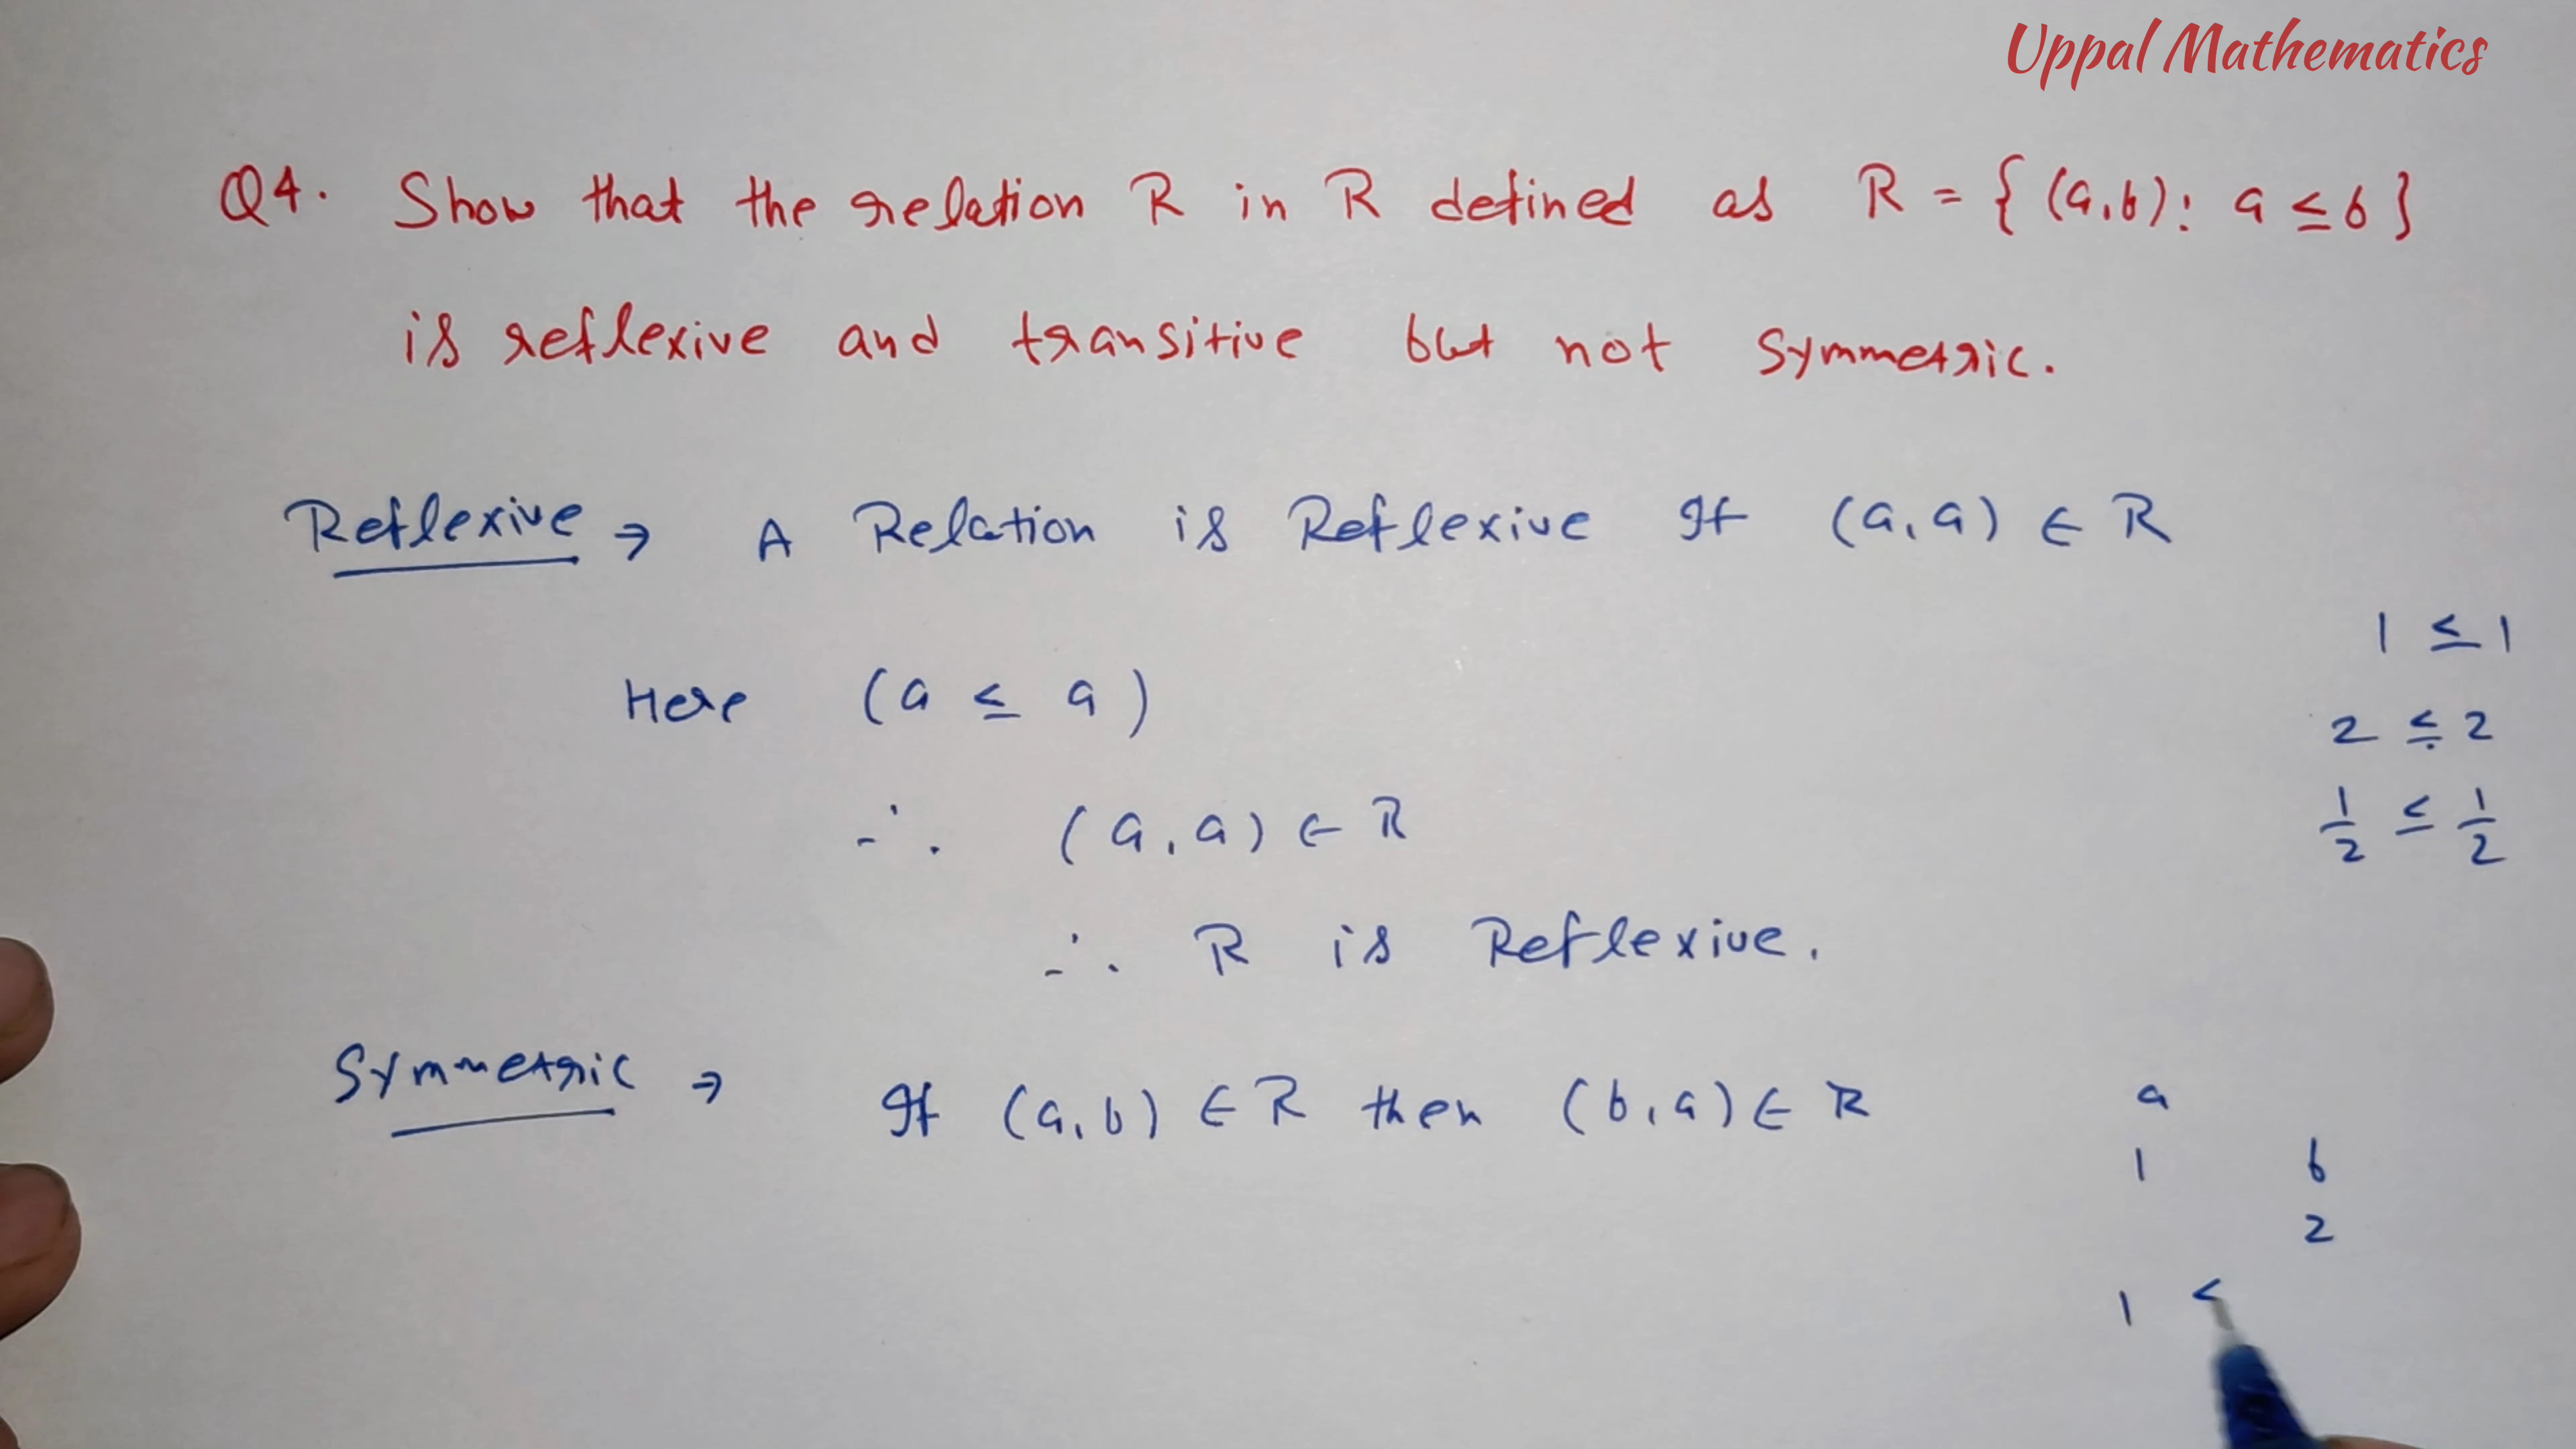 Uppal Mathematics
Q4. Show that the relation R in R defined as R = { (a,b) : a ≤ b }
is reflexive and transitive but not symmetric.
Reflexive → A Relation is Reflexive If (a,a) ∈ R
1 ≤ 1
Here (a ≤ a)
2 ≤ 2
∴ (a,a) ∈ R
1/2 ≤ 1/2
∴ R is Reflexive.
Symmetric → If (a,b) ∈ R then (b,a) ∈ R
a
1 b
2
1 <